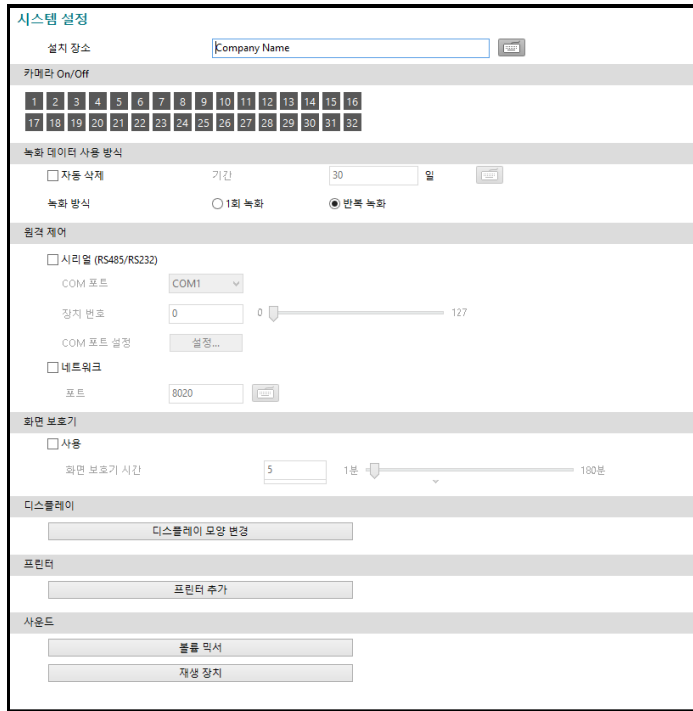 시스템 설정
설치 장소 Company Name
카메라 On/Off
1 2 3 4 5 6 7 8 9 10 11 12 13 14 15 16
17 18 19 20 21 22 23 24 25 26 27 28 29 30 31 32
녹화 데이터 사용 방식
자동 삭제 기간 30 일
녹화 방식 1회 녹화 반복 녹화
원격 제어
시리얼 (RS485/RS232)
COM 포트 COM1
장치 번호 0 0 127
COM 포트 설정 설정...
네트워크
포트 8020
화면 보호기
사용
화면 보호기 시간 5 1분 180분
디스플레이
디스플레이 모양 변경
프린터
프린터 추가
사운드
볼륨 믹서
재생 장치